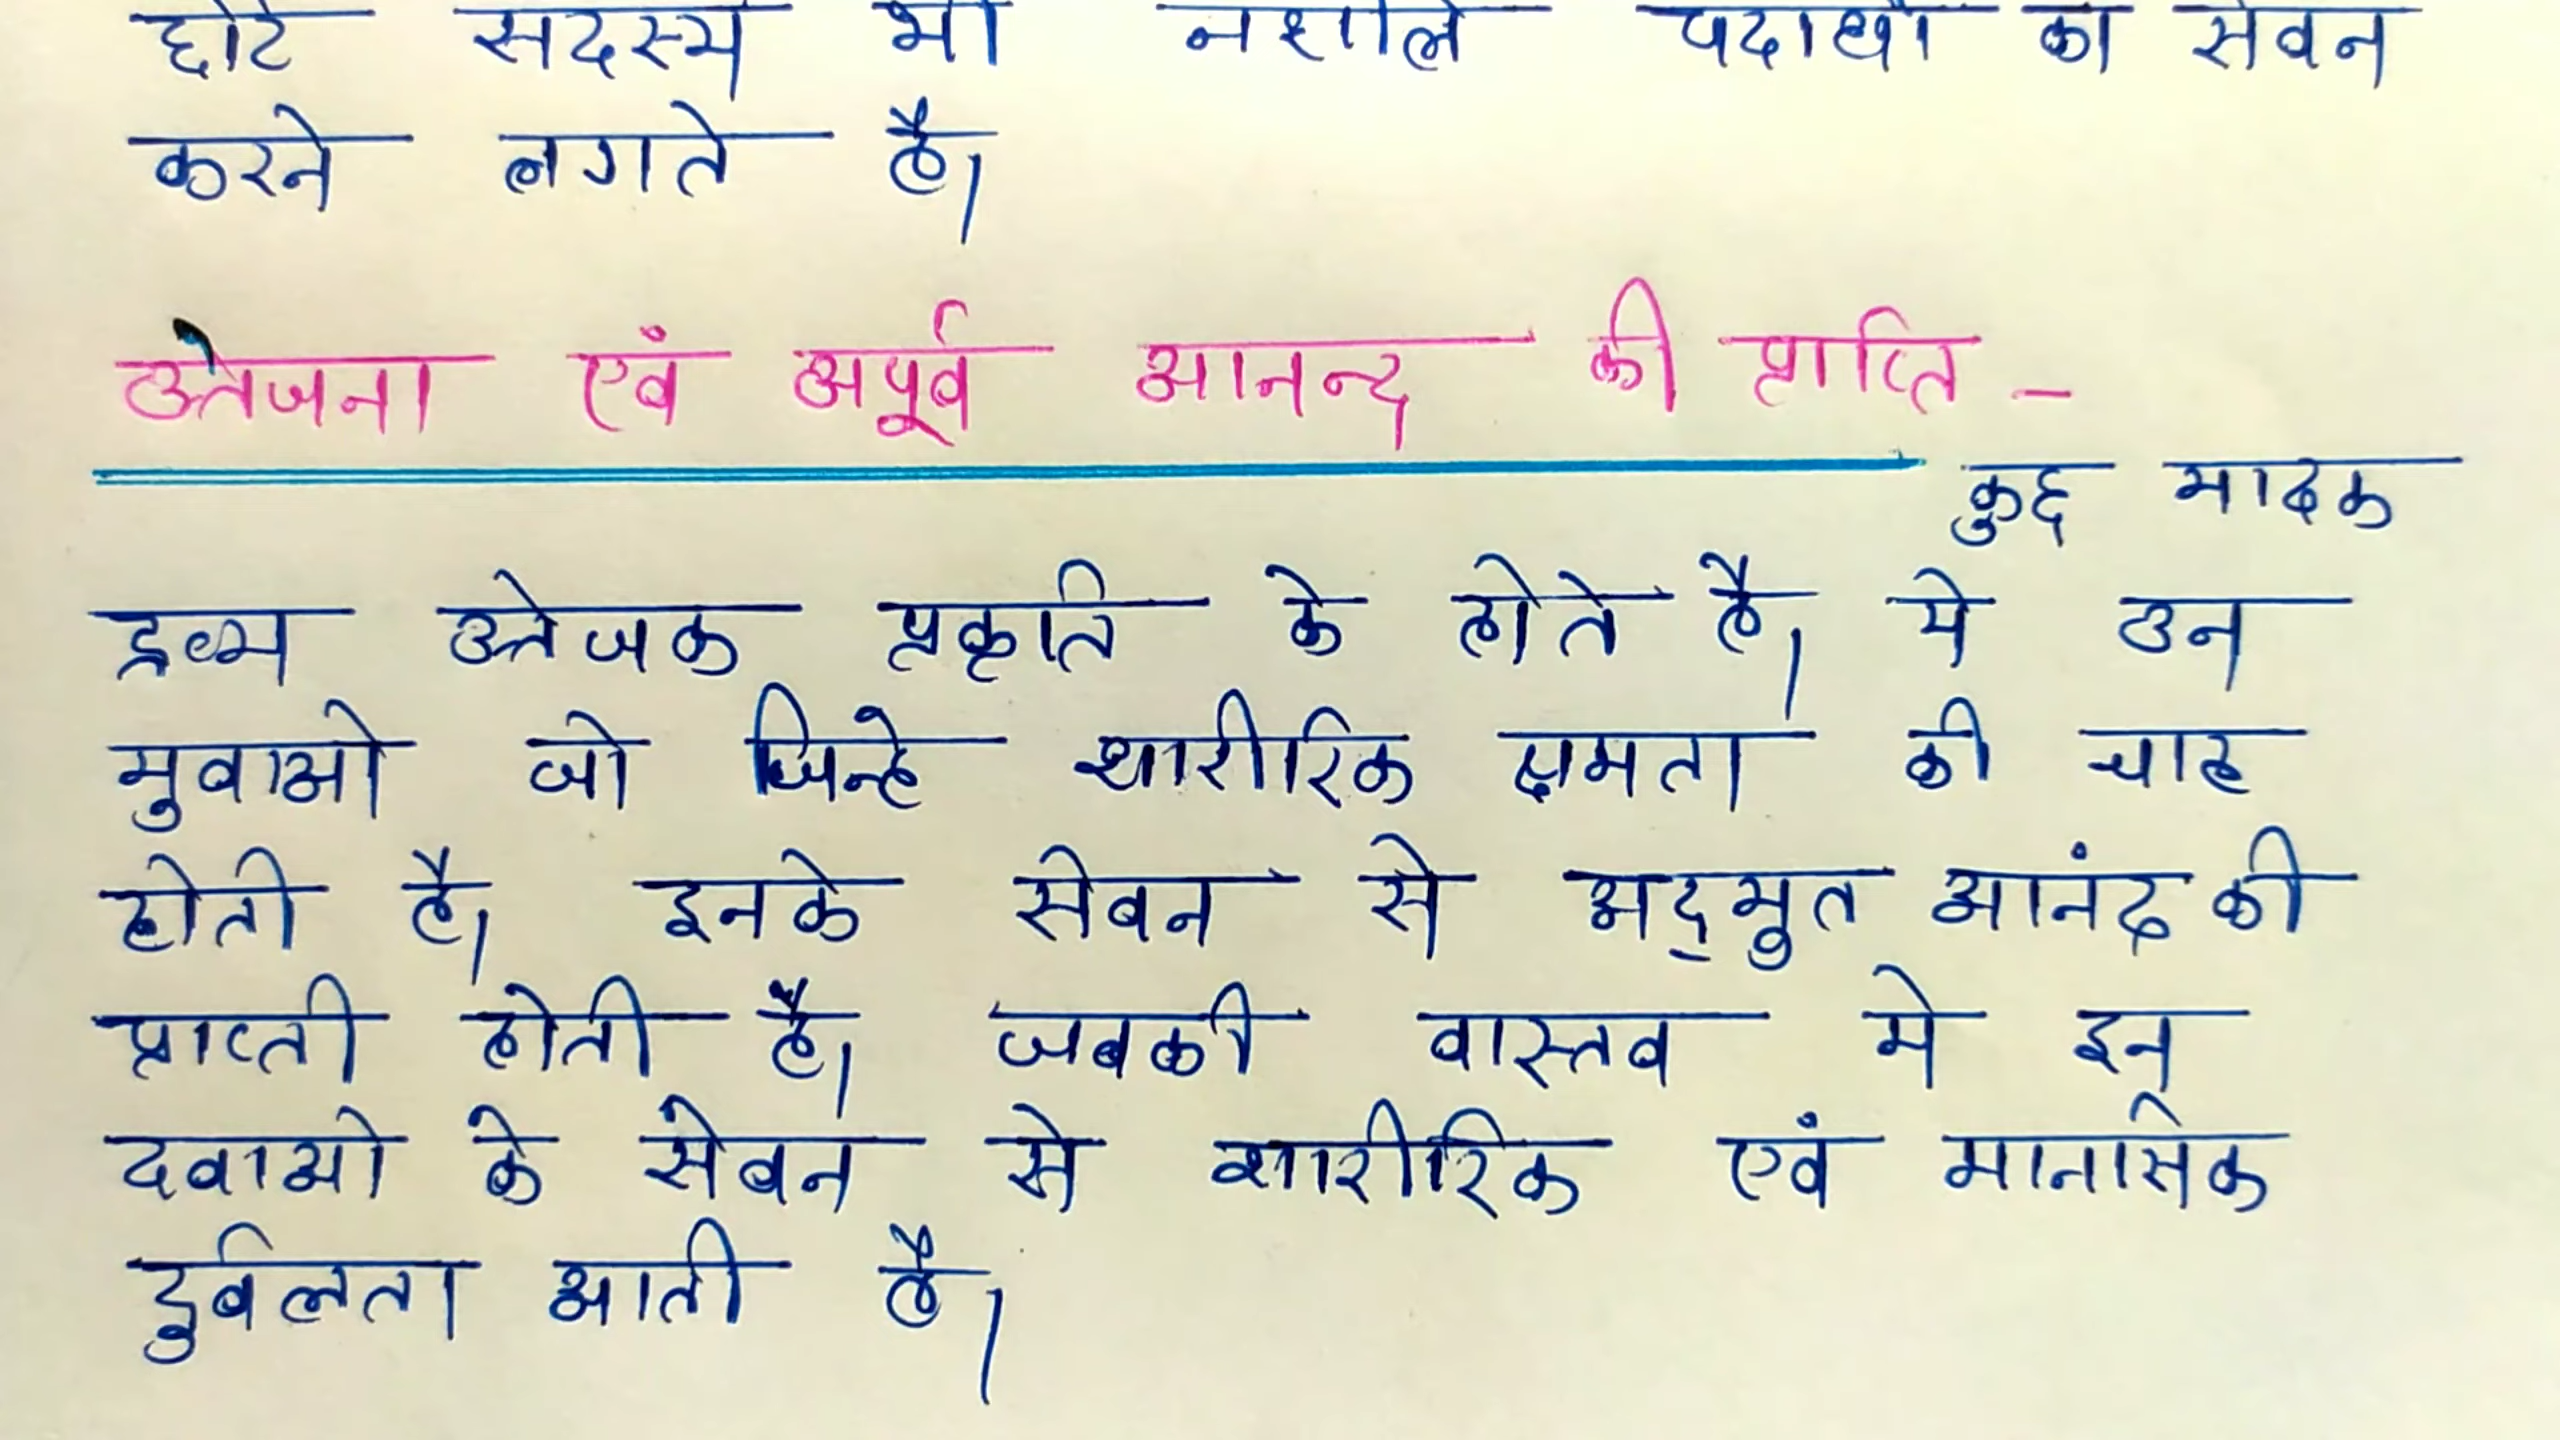 छोटे सदस्य भी नशीले पदार्थो का सेवन
करने लगते है।
उत्तेजना एवं अपूर्व आनन्द की प्राप्ति -
कुछ मादक
द्रव्य उत्तेजक प्रकृति के होते है। ये उन
युवाओ जो जिन्हे शारीरिक क्षमता की चाह
होती है। इनके सेवन से अद्भुत आनंद की
प्राप्ती होती है। जबकी वास्तव मे इन
दवाओ के सेवन से शारीरिक एवं मानसिक
दुर्बलता आती है।